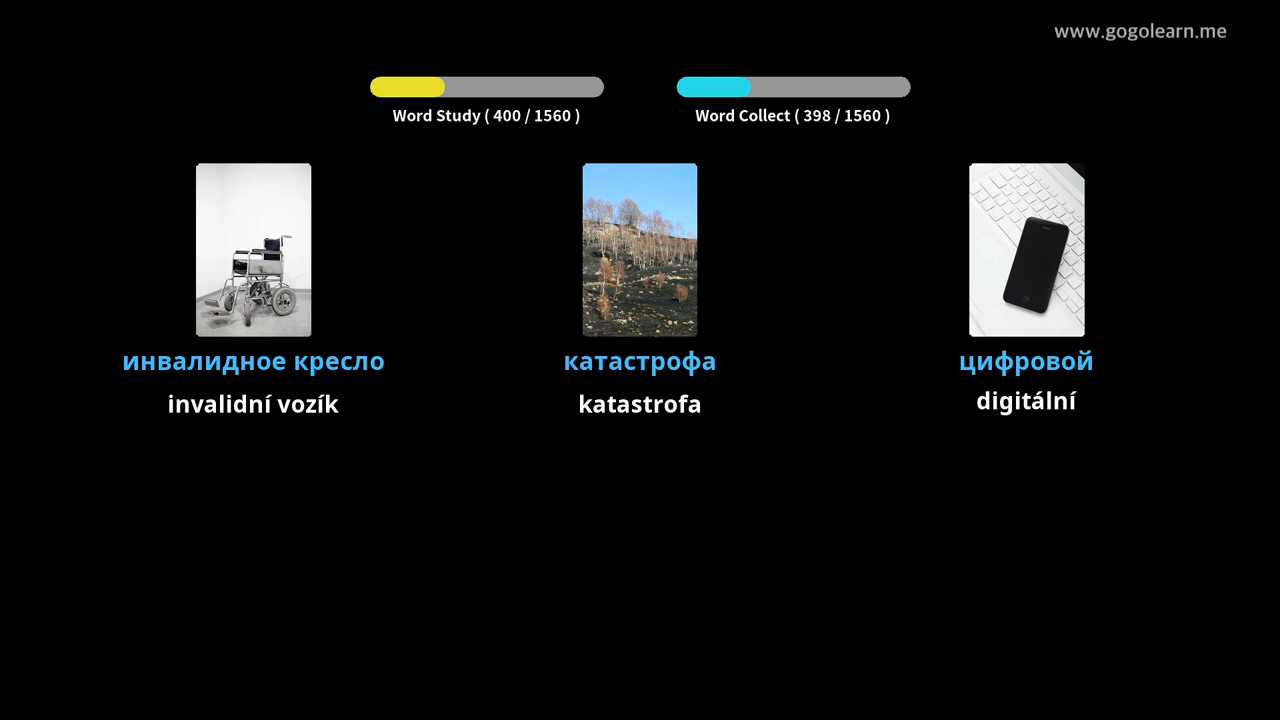 www.gogolearn.me
Word Study ( 400 / 1560 )
Word Collect ( 398 / 1560 )
инвалидное кресло
катастрофа
цифровой
invalidní vozík
katastrofa
digitální